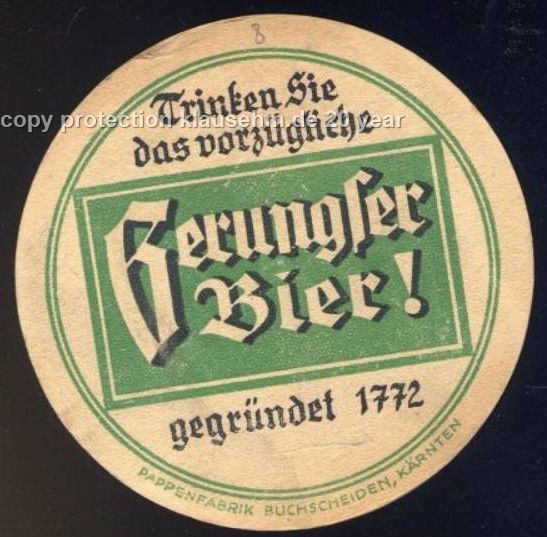 8
Trinken Sie
das vorzügliche
copy protection klausehm.de 20 year
Gerungser
Bier!
gegründet 1772
PAPPENFABRIK BUCHSCHEIDEN, KÄRNTEN